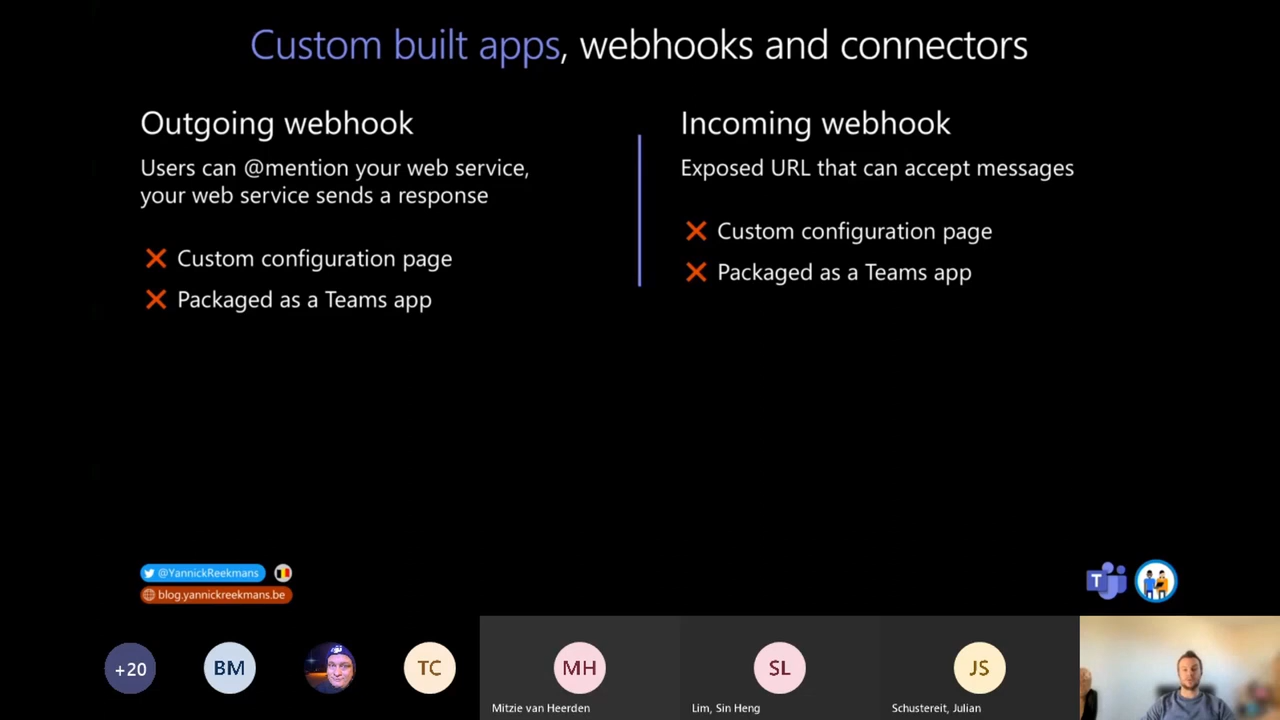 Custom built apps, webhooks and connectors
Outgoing webhook
Users can @mention your web service,
your web service sends a response
Custom configuration page
Packaged as a Teams app
Incoming webhook
Exposed URL that can accept messages
Custom configuration page
Packaged as a Teams app
@YannickReekmans
blog.yannickreekmans.be
T
+20
BM
TC
MH
Mitzie van Heerden
SL
Lim, Sin Heng
JS
Schustereit, Julian